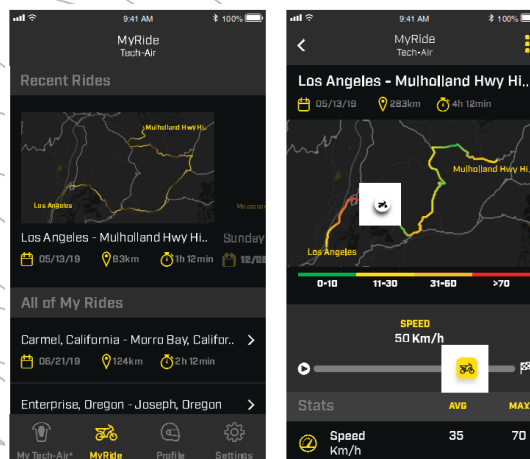 9:41 AM
100%
MyRide
Tech-Air
Recent Rides
Mulholland Hwy Hi..
Los Angeles
Los Angeles - Mulholland Hwy Hi..
Sunday
05/13/19
83km
1h 12min
All of My Rides
Carmel, California - Morro Bay, Califor..
06/21/19
124km
2h 12min
Enterprise, Oregon - Joseph, Oregon
My Tech-Air®
MyRide
Profile
Settings
9:41 AM
100%
MyRide
Tech-Air
Los Angeles - Mulholland Hwy Hi..
05/13/19
283km
4h 12min
Mulholland Hwy Hi..
Los Angeles
0-10
11-30
31-60
>70
SPEED
50 Km/h
Stats
AVG
MAX
Speed
35
70
Km/h